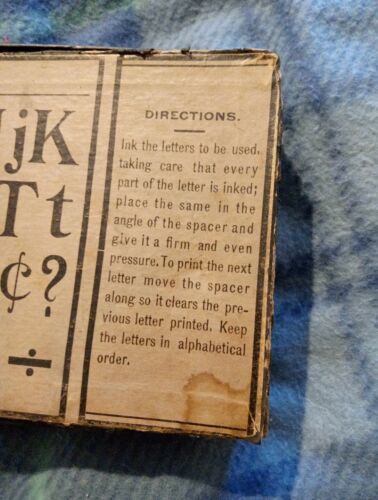 jK
T t
¢?
÷
DIRECTIONS.
Ink the letters to be used,
taking care that every
part of the letter is inked;
place the same in the
angle of the spacer and
give it a firm and even
pressure. To print the next
letter move the spacer
along so it clears the pre-
vious letter printed. Keep
the letters in alphabetical
order.